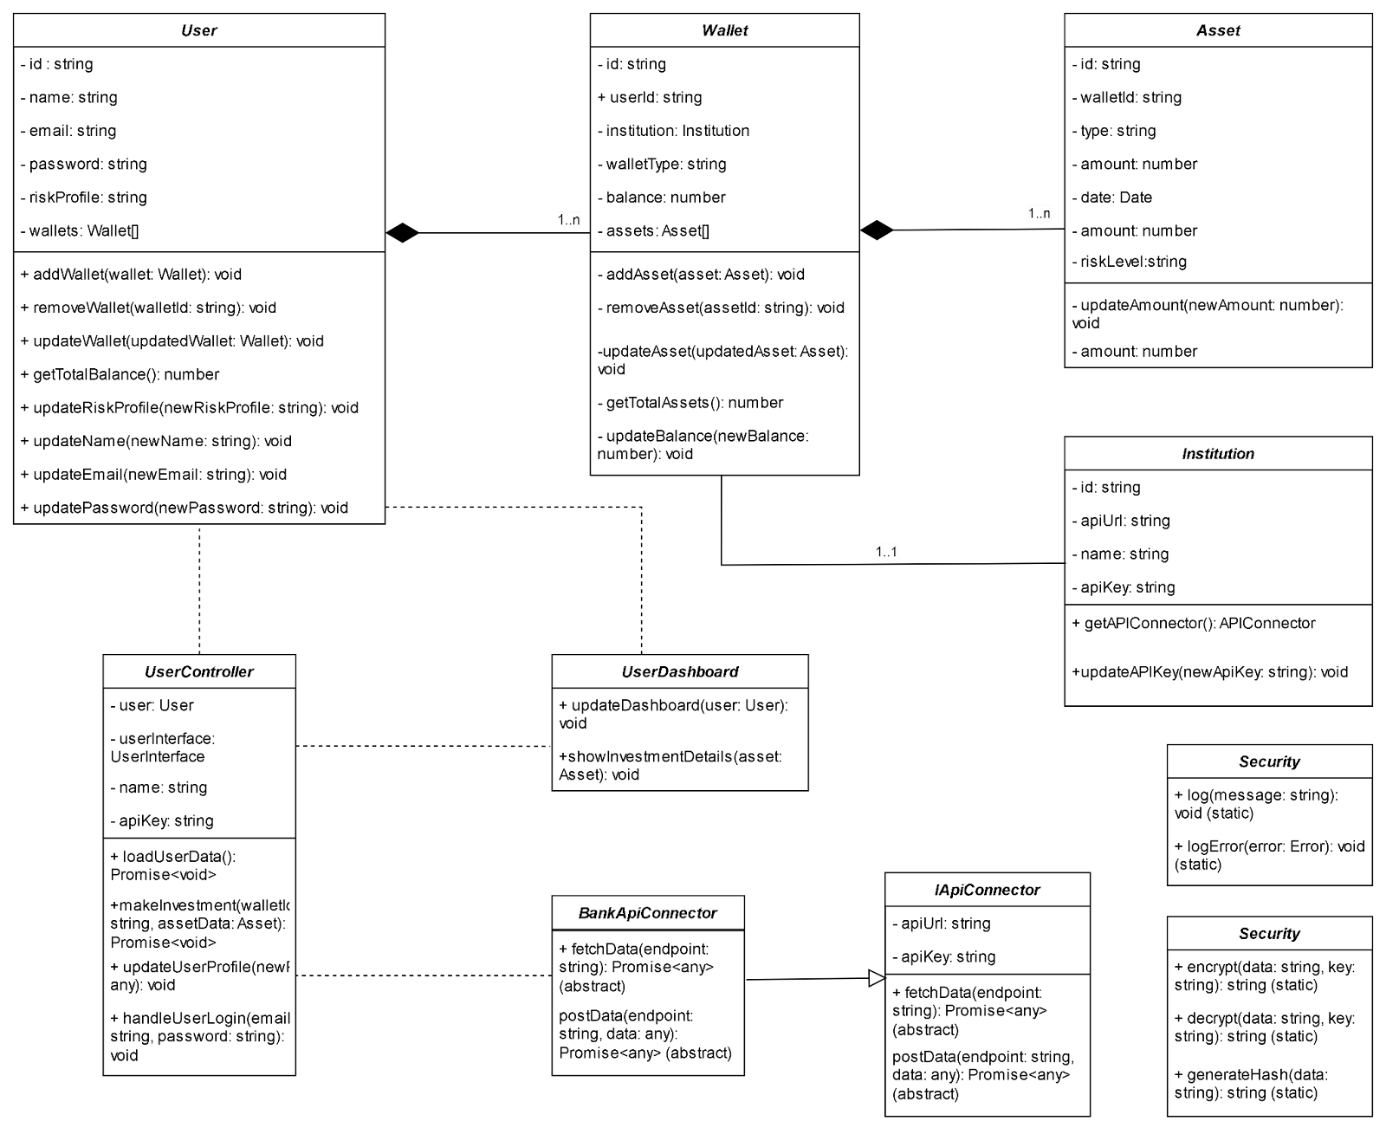 User
- id : string
- name: string
- email: string
- password: string
- riskProfile: string
- wallets: Wallet[]
+ addWallet(wallet: Wallet): void
+ removeWallet(walletId: string): void
+ updateWallet(updatedWallet: Wallet): void
+ getTotalBalance(): number
+ updateRiskProfile(newRiskProfile: string): void
+ updateName(newName: string): void
+ updateEmail(newEmail: string): void
+ updatePassword(newPassword: string): void
1..n
Wallet
- id: string
+ userId: string
- institution: Institution
- walletType: string
- balance: number
- assets: Asset[]
- addAsset(asset: Asset): void
- removeAsset(assetId: string): void
-updateAsset(updatedAsset: Asset):
void
- getTotalAssets(): number
- updateBalance(newBalance:
number): void
1..n
Asset
- id: string
- walletId: string
- type: string
- amount: number
- date: Date
- amount: number
- riskLevel:string
- updateAmount(newAmount: number):
void
- amount: number
1..1
Institution
- id: string
- apiUrl: string
- name: string
- apiKey: string
+ getAPIConnector(): APIConnector
+updateAPIKey(newApiKey: string): void
UserController
- user: User
- userInterface:
UserInterface
- name: string
- apiKey: string
+ loadUserData():
Promise<void>
+makeInvestment(walletId
string, assetData: Asset):
Promise<void>
+ updateUserProfile(newP
any): void
+ handleUserLogin(email
string, password: string):
void
UserDashboard
+ updateDashboard(user: User):
void
+showInvestmentDetails(asset:
Asset): void
BankApiConnector
+ fetchData(endpoint:
string): Promise<any>
(abstract)
postData(endpoint:
string, data: any):
Promise<any> (abstract)
IApiConnector
- apiUrl: string
- apiKey: string
+ fetchData(endpoint:
string): Promise<any>
(abstract)
postData(endpoint: string,
data: any): Promise<any>
(abstract)
Security
+ log(message: string):
void (static)
+ logError(error: Error): void
(static)
Security
+ encrypt(data: string, key:
string): string (static)
+ decrypt(data: string, key:
string): string (static)
+ generateHash(data:
string): string (static)